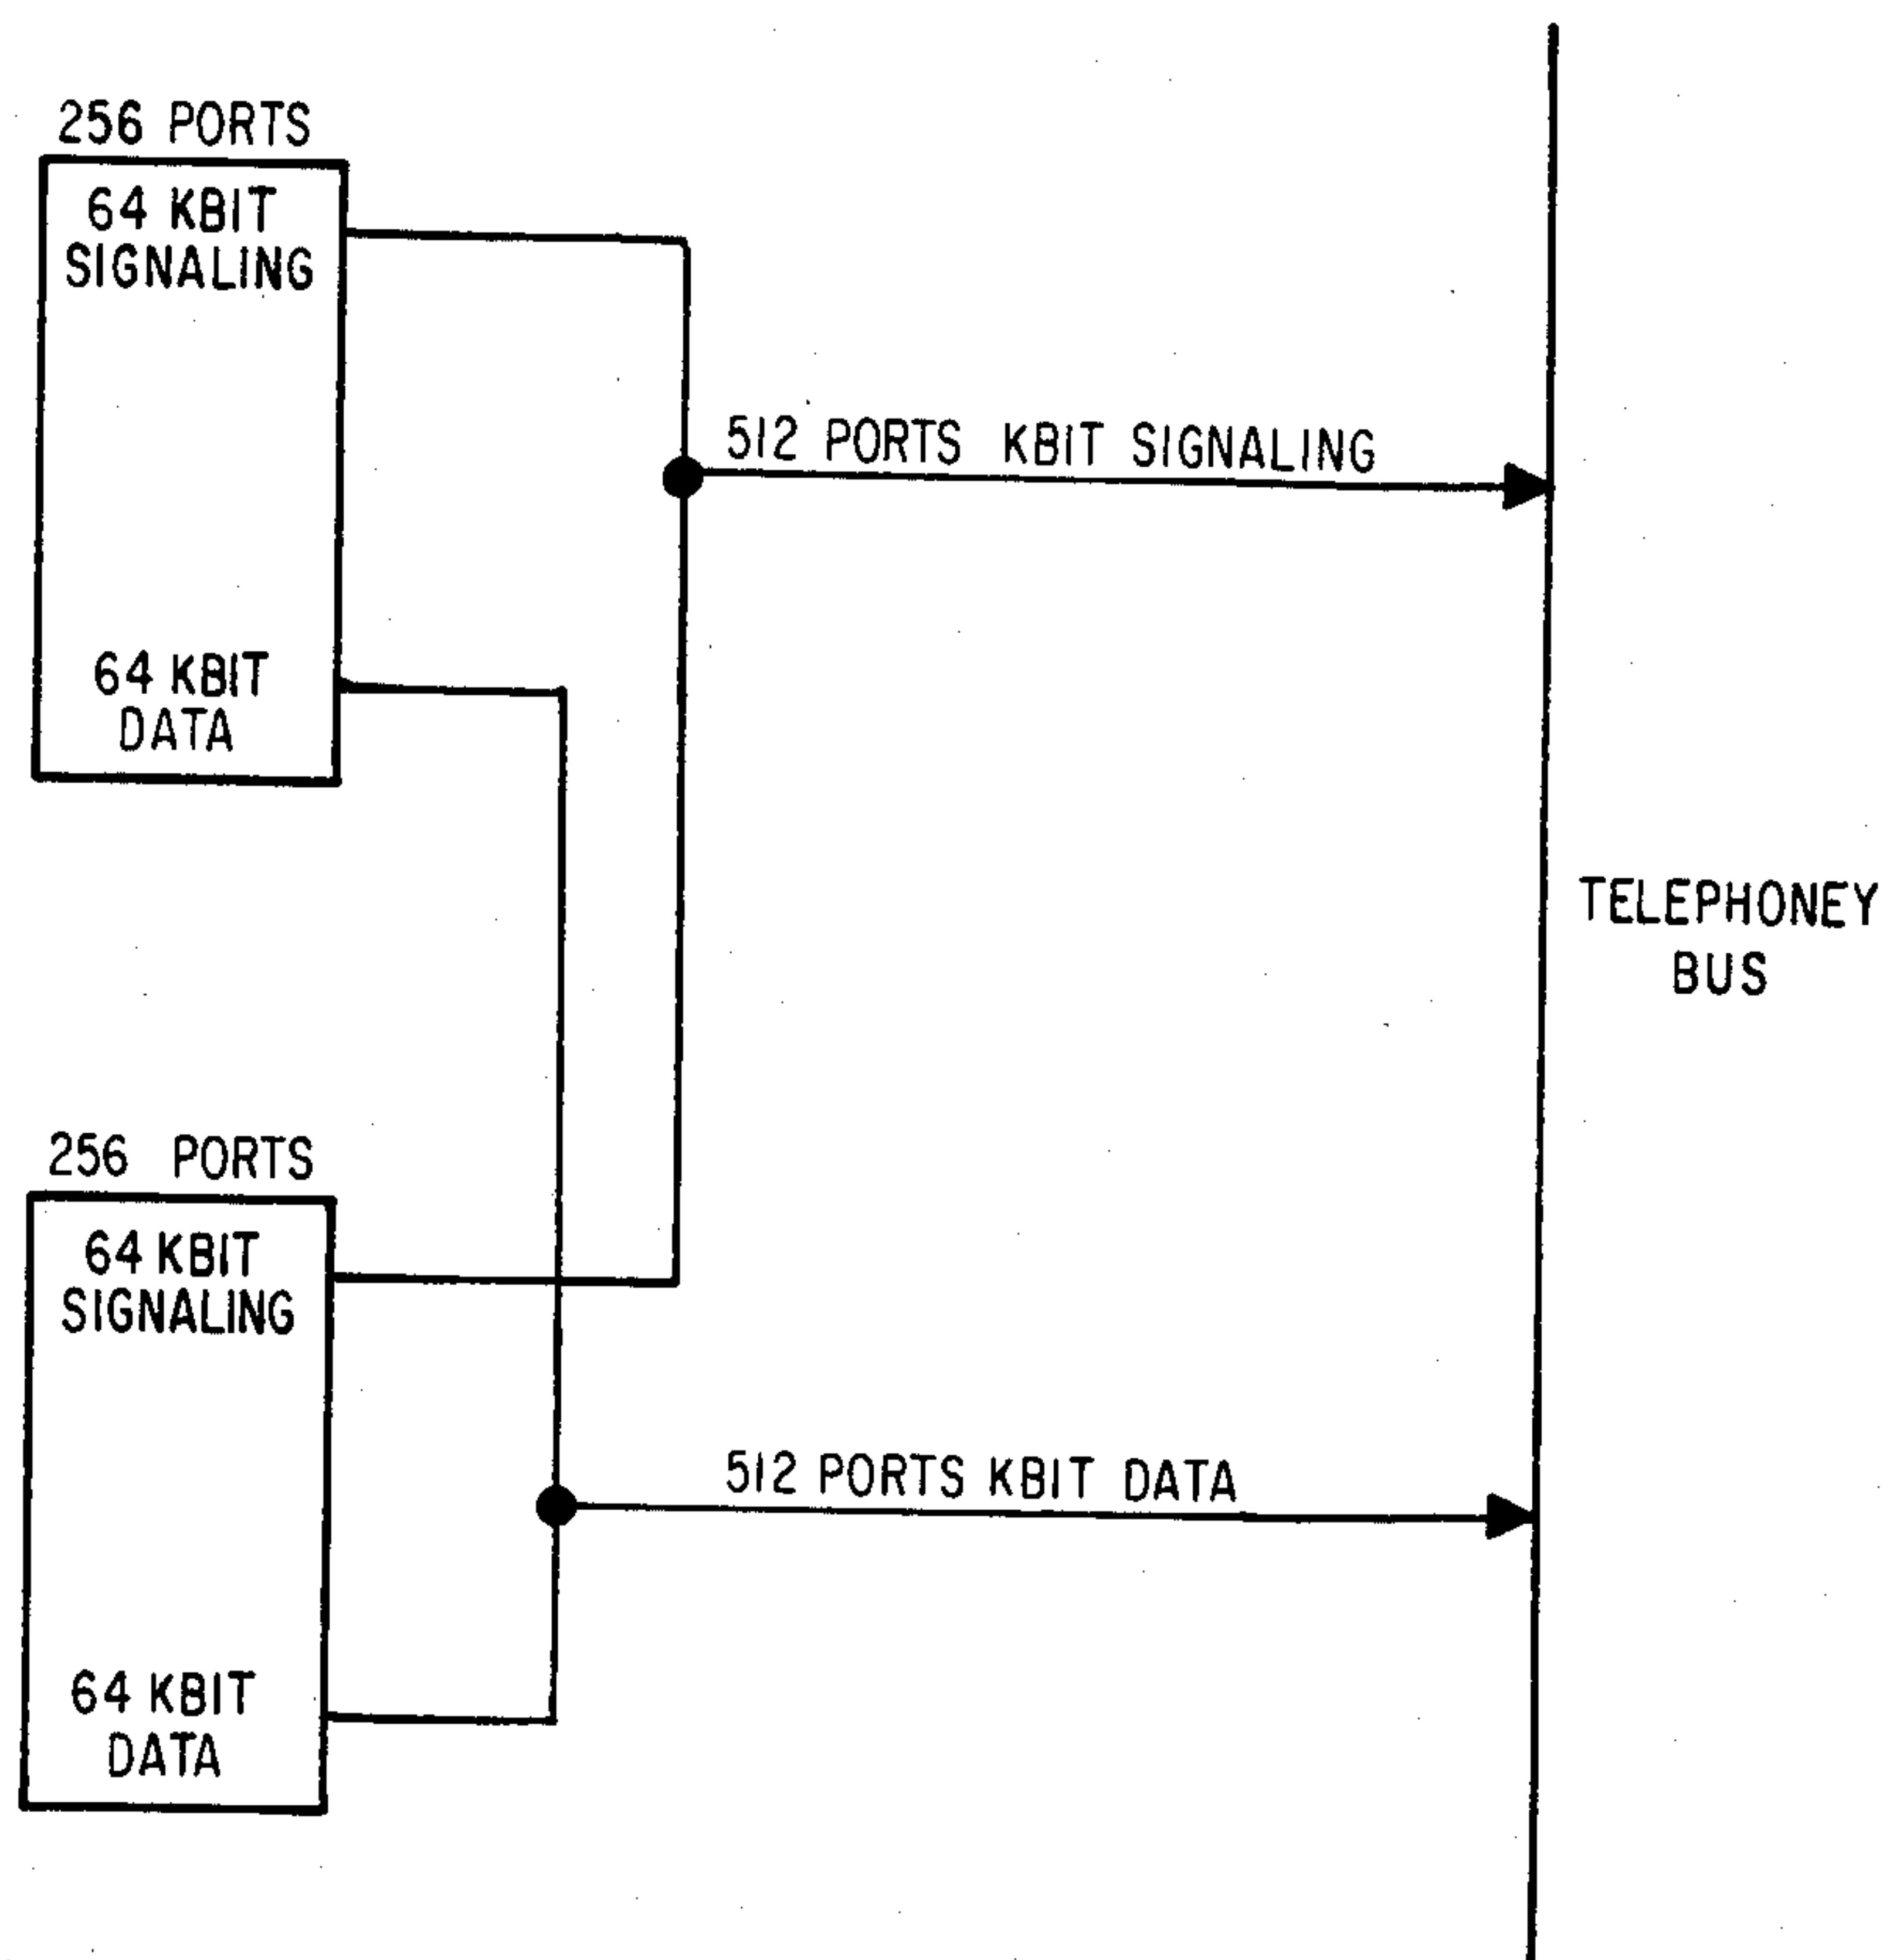 256 PORTS
64 KBIT
SIGNALING
64 KBIT
DATA
512 PORTS KBIT SIGNALING
TELEPHONEY
BUS
256 PORTS
64 KBIT
SIGNALING
64 KBIT
DATA
512 PORTS KBIT DATA